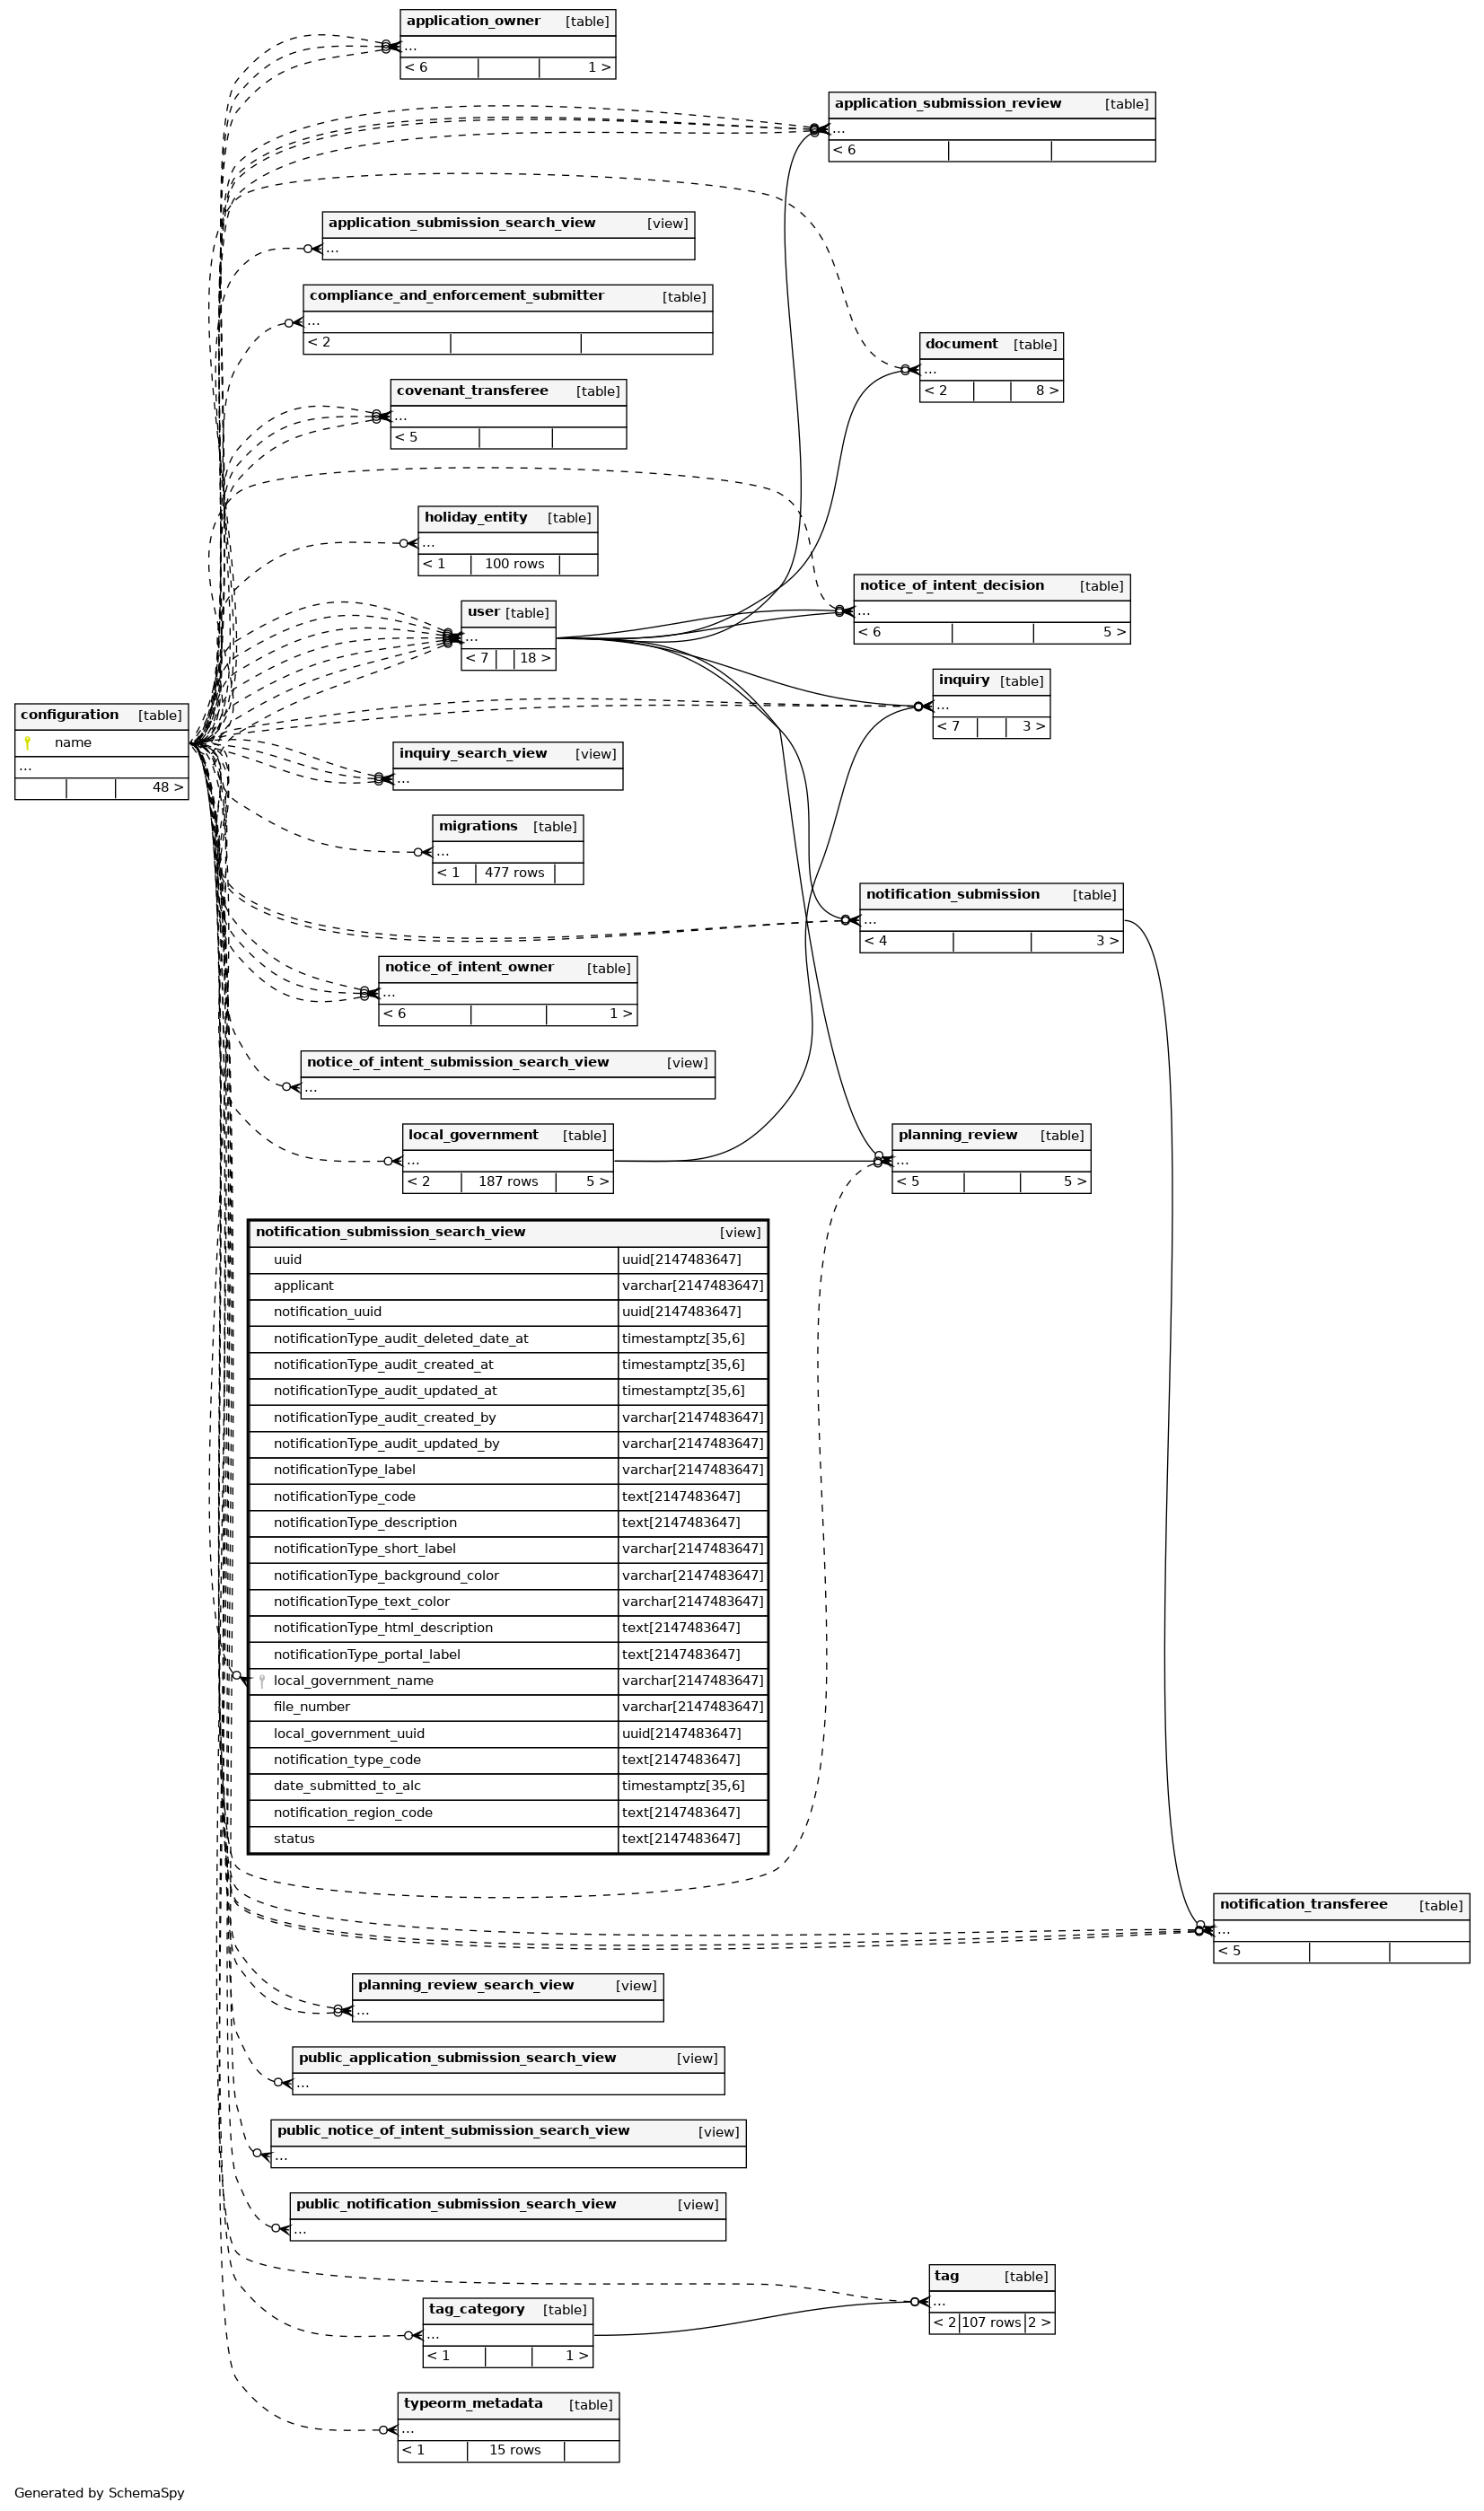 application_owner [table]
...
< 6 1 >
application_submission_review [table]
...
< 6
application_submission_search_view [view]
...
compliance_and_enforcement_submitter [table]
...
< 2
document [table]
...
< 2 8 >
covenant_transferee [table]
...
< 5
holiday_entity [table]
...
< 1 100 rows
notice_of_intent_decision [table]
...
< 6 5 >
user [table]
...
< 7 18 >
inquiry [table]
...
< 7 3 >
configuration [table]
name
...
48 >
inquiry_search_view [view]
...
migrations [table]
...
< 1 477 rows
notification_submission [table]
...
< 4 3 >
notice_of_intent_owner [table]
...
< 6 1 >
notice_of_intent_submission_search_view [view]
...
local_government [table]
...
< 2 187 rows 5 >
planning_review [table]
...
< 5 5 >
notification_submission_search_view [view]
uuid uuid[2147483647]
applicant varchar[2147483647]
notification_uuid uuid[2147483647]
notificationType_audit_deleted_date_at timestamptz[35,6]
notificationType_audit_created_at timestamptz[35,6]
notificationType_audit_updated_at timestamptz[35,6]
notificationType_audit_created_by varchar[2147483647]
notificationType_audit_updated_by varchar[2147483647]
notificationType_label varchar[2147483647]
notificationType_code text[2147483647]
notificationType_description text[2147483647]
notificationType_short_label varchar[2147483647]
notificationType_background_color varchar[2147483647]
notificationType_text_color varchar[2147483647]
notificationType_html_description text[2147483647]
notificationType_portal_label text[2147483647]
local_government_name varchar[2147483647]
file_number varchar[2147483647]
local_government_uuid uuid[2147483647]
notification_type_code text[2147483647]
date_submitted_to_alc timestamptz[35,6]
notification_region_code text[2147483647]
status text[2147483647]
notification_transferee [table]
...
< 5
planning_review_search_view [view]
...
public_application_submission_search_view [view]
...
public_notice_of_intent_submission_search_view [view]
...
public_notification_submission_search_view [view]
...
tag [table]
...
< 2 107 rows 2 >
tag_category [table]
...
< 1 1 >
typeorm_metadata [table]
...
< 1 15 rows
Generated by SchemaSpy